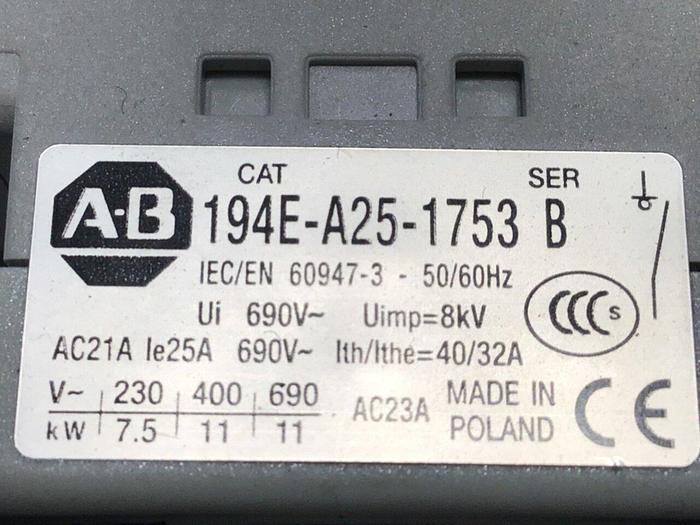 CAT SER
A-B 194E-A25-1753 B
IEC/EN 60947-3 - 50/60Hz
Ui 690V~ Uimp=8kV
CCC S
AC21A Ie25A 690V~ Ith/Ithe=40/32A
V~ 230 400 690
kW 7.5 11 11
AC23A
MADE IN
POLAND
CE